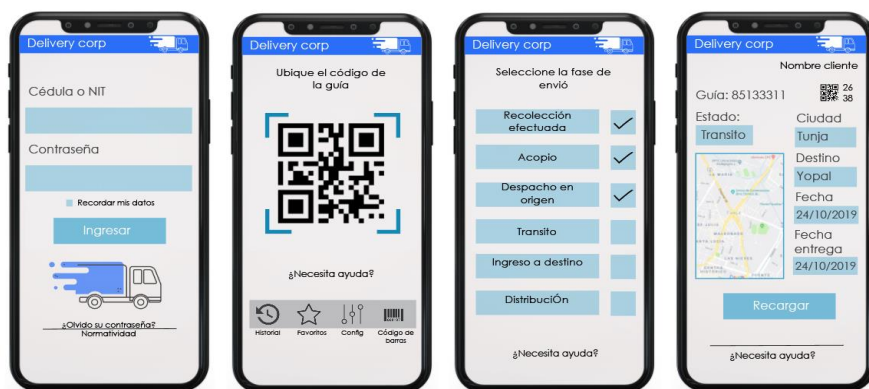 Delivery corp
Cédula o NIT
Contraseña
Recordar mis datos
Ingresar
¿Olvido su contraseña?
Normatividad
Delivery corp
Ubique el código de
la guía
¿Necesita ayuda?
Historial
Favoritos
Config
Código de
barras
Delivery corp
Seleccione la fase de
envió
Recolección
efectuada
Acopio
Despacho en
origen
Transito
Ingreso a destino
DistribuciÓn
¿Necesita ayuda?
Delivery corp
Nombre cliente
Guía: 85133311
26
38
Estado:
Transito
Ciudad
Tunja
Destino
Yopal
Fecha
24/10/2019
Fecha
entrega
24/10/2019
Recargar
¿Necesita ayuda?